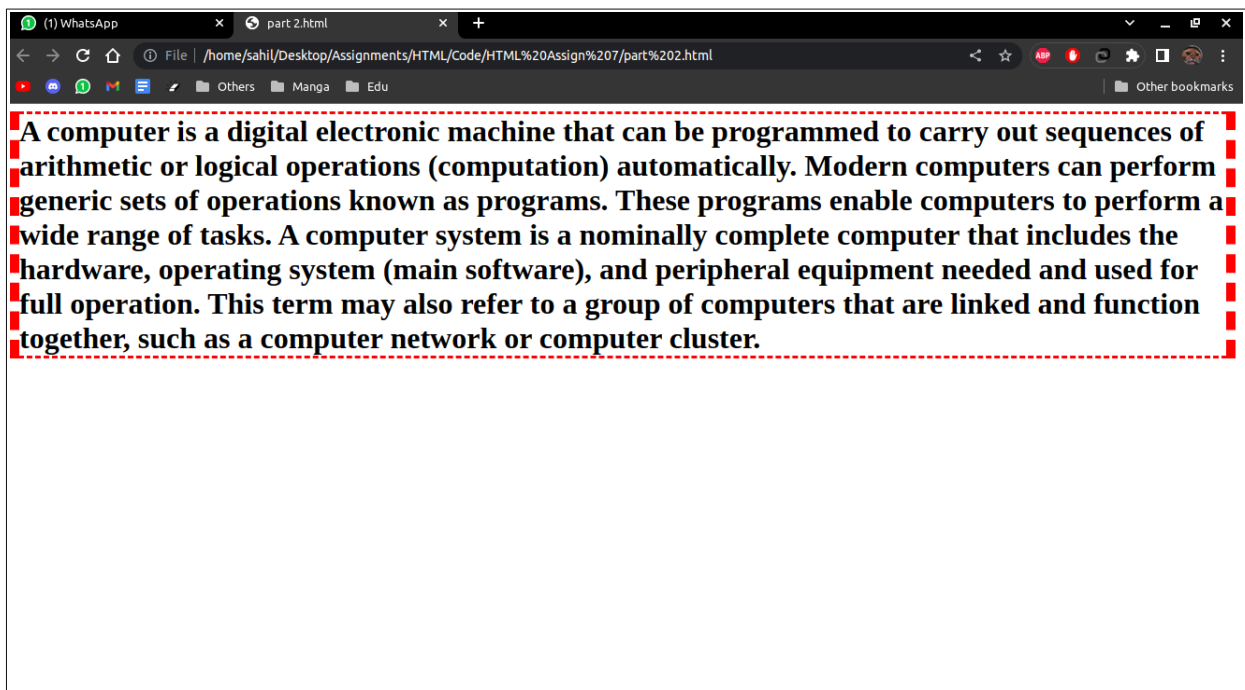 (1) WhatsApp
part 2.html
File | /home/sahil/Desktop/Assignments/HTML/Code/HTML%20Assign%207/part%202.html
ABP
1
Others
Manga
Edu
Other bookmarks
A computer is a digital electronic machine that can be programmed to carry out sequences of
arithmetic or logical operations (computation) automatically. Modern computers can perform
generic sets of operations known as programs. These programs enable computers to perform a
wide range of tasks. A computer system is a nominally complete computer that includes the
hardware, operating system (main software), and peripheral equipment needed and used for
full operation. This term may also refer to a group of computers that are linked and function
together, such as a computer network or computer cluster.